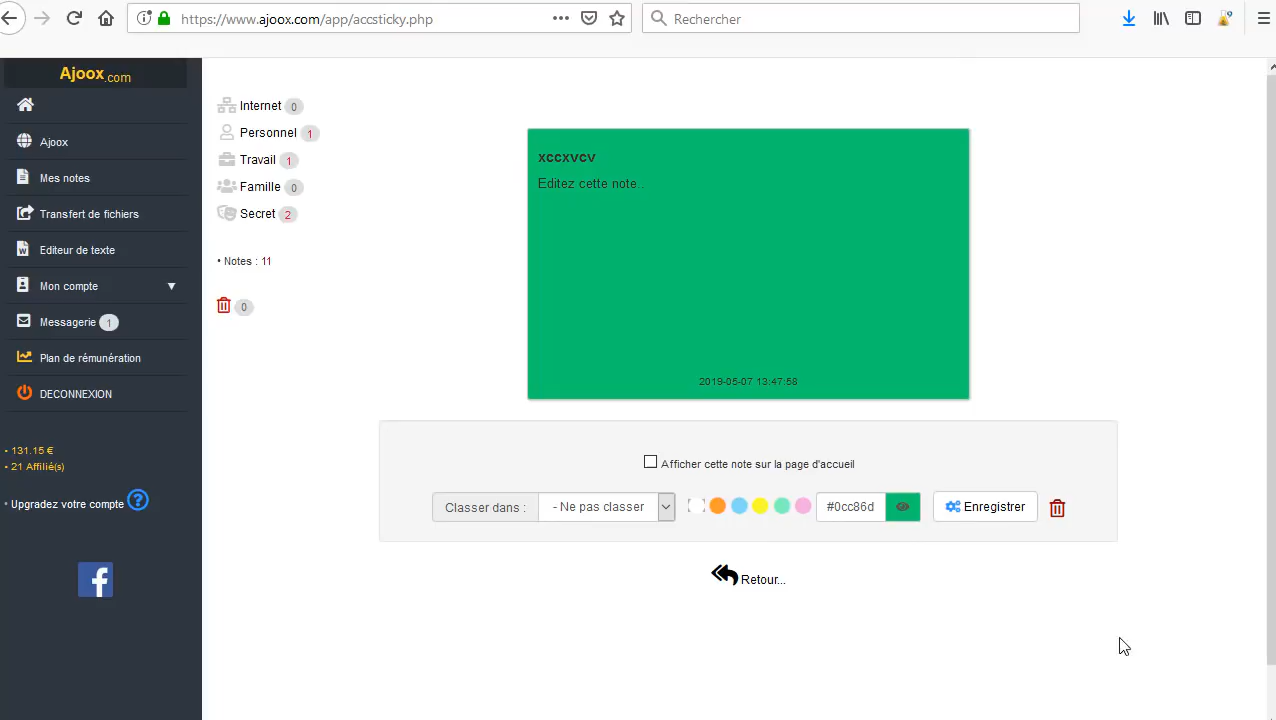 https://www.ajoox.com/app/accsticky.php
Rechercher
Ajoox.com
Ajoox
Mes notes
Transfert de fichiers
Editeur de texte
Mon compte
Messagerie 1
Plan de rémunération
DECONNEXION
• 131.15 €
• 21 Affilié(s)
• Upgradez votre compte ?
f
Internet 0
Personnel 1
Travail 1
Famille 0
Secret 2
• Notes : 11
0
xccxvcv
Editez cette note..
2019-05-07 13:47:58
Afficher cette note sur la page d'accueil
Classer dans : - Ne pas classer #0cc86d Enregistrer
Retour...